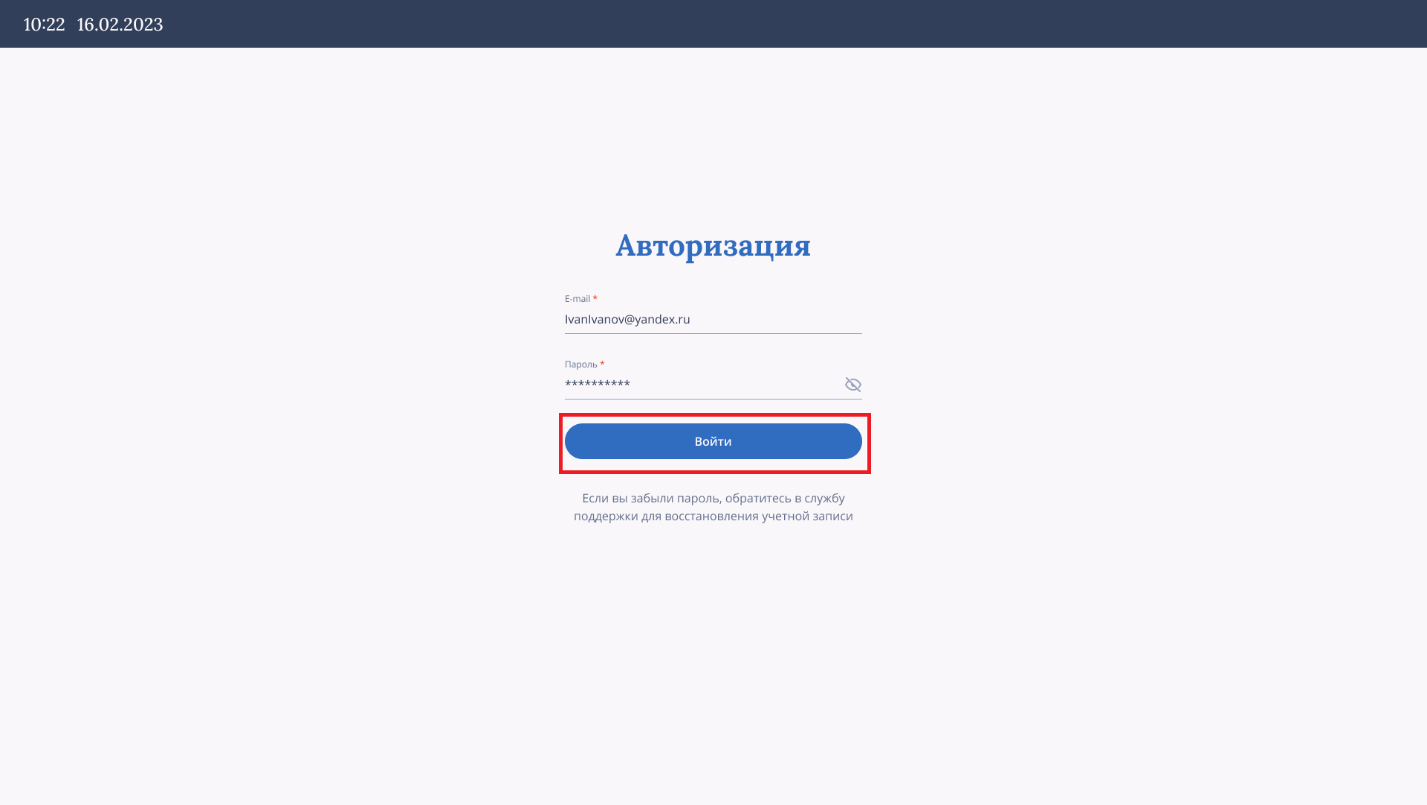 10:22 16.02.2023
Авторизация
E-mail *
IvanIvanov@yandex.ru
Пароль *
**********
Войти
Если вы забыли пароль, обратитесь в службу
поддержки для восстановления учетной записи